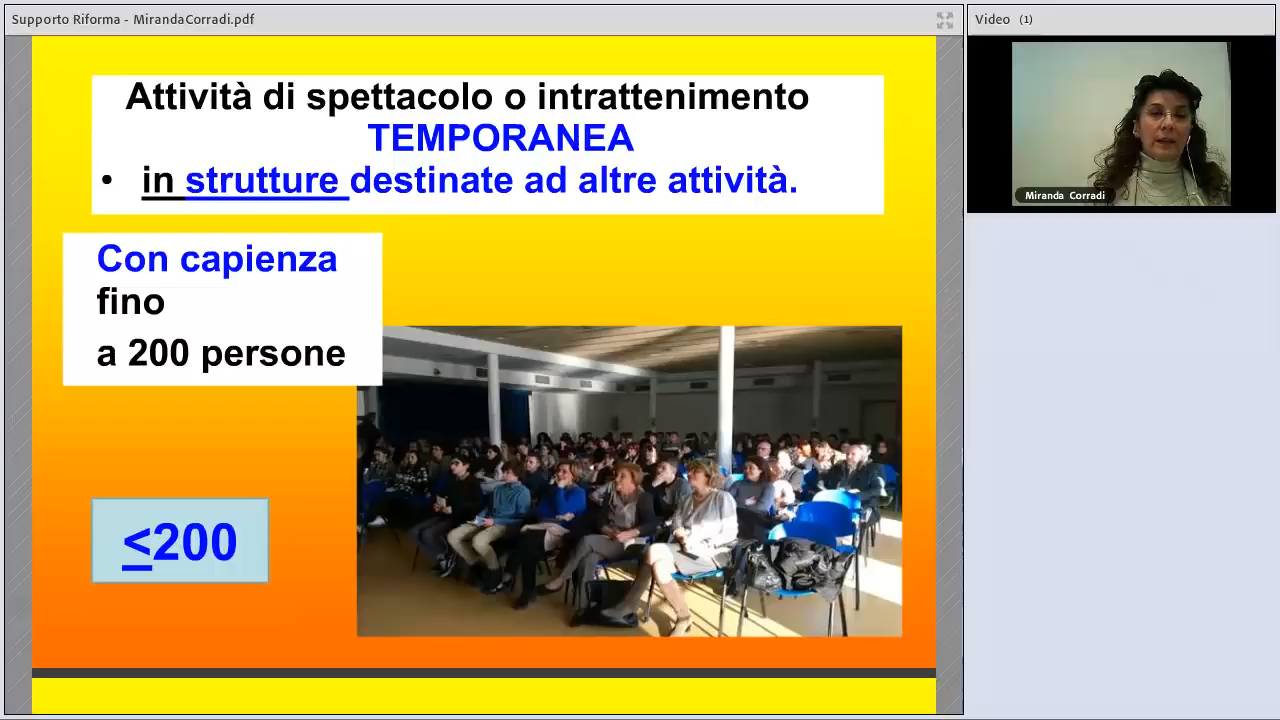 Supporto Riforma - MirandaCorradi.pdf
Video (1)
Attività di spettacolo o intrattenimento
TEMPORANEA
• in strutture destinate ad altre attività.
Con capienza
fino
a 200 persone
<200
Miranda Corradi